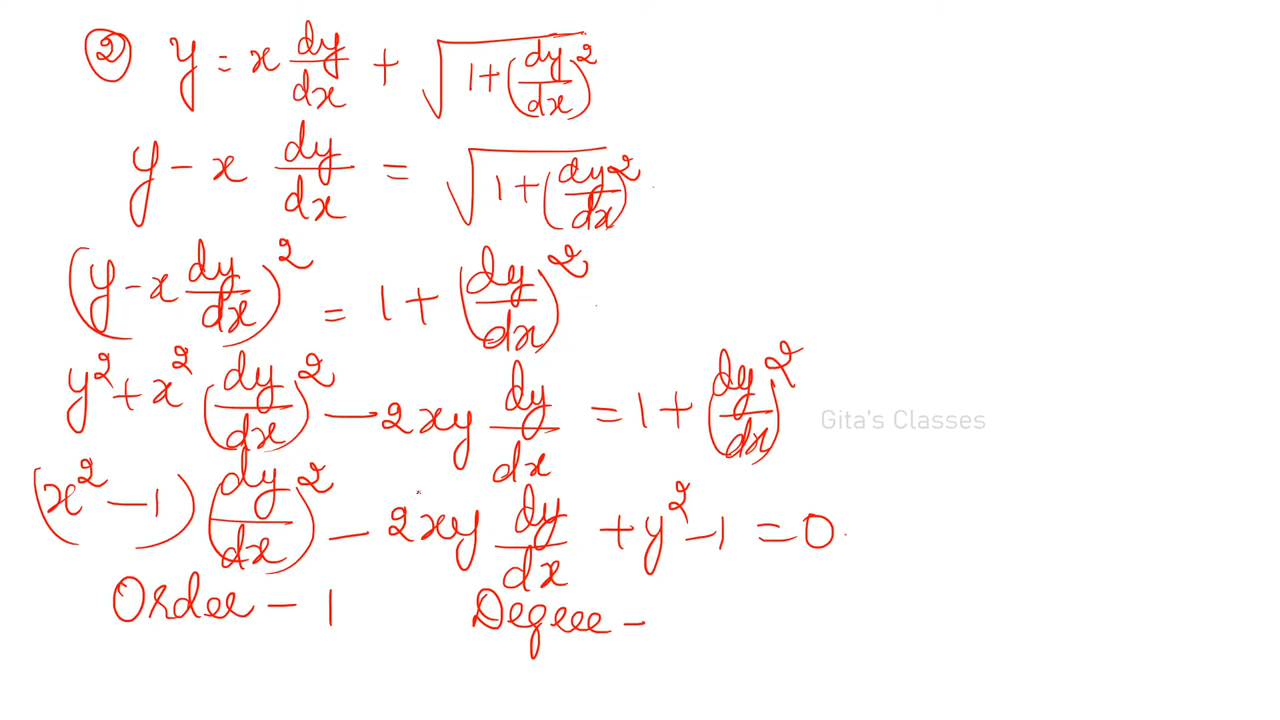 ② y = x dy/dx + √(1+(dy/dx)²)
y − x dy/dx = √(1+(dy/dx)²)
(y − x dy/dx)² = 1 + (dy/dx)²
y² + x² (dy/dx)² − 2xy dy/dx = 1 + (dy/dx)²
Gita's Classes
(x² − 1) (dy/dx)² − 2xy dy/dx + y² − 1 = 0.
Order − 1 Degree −